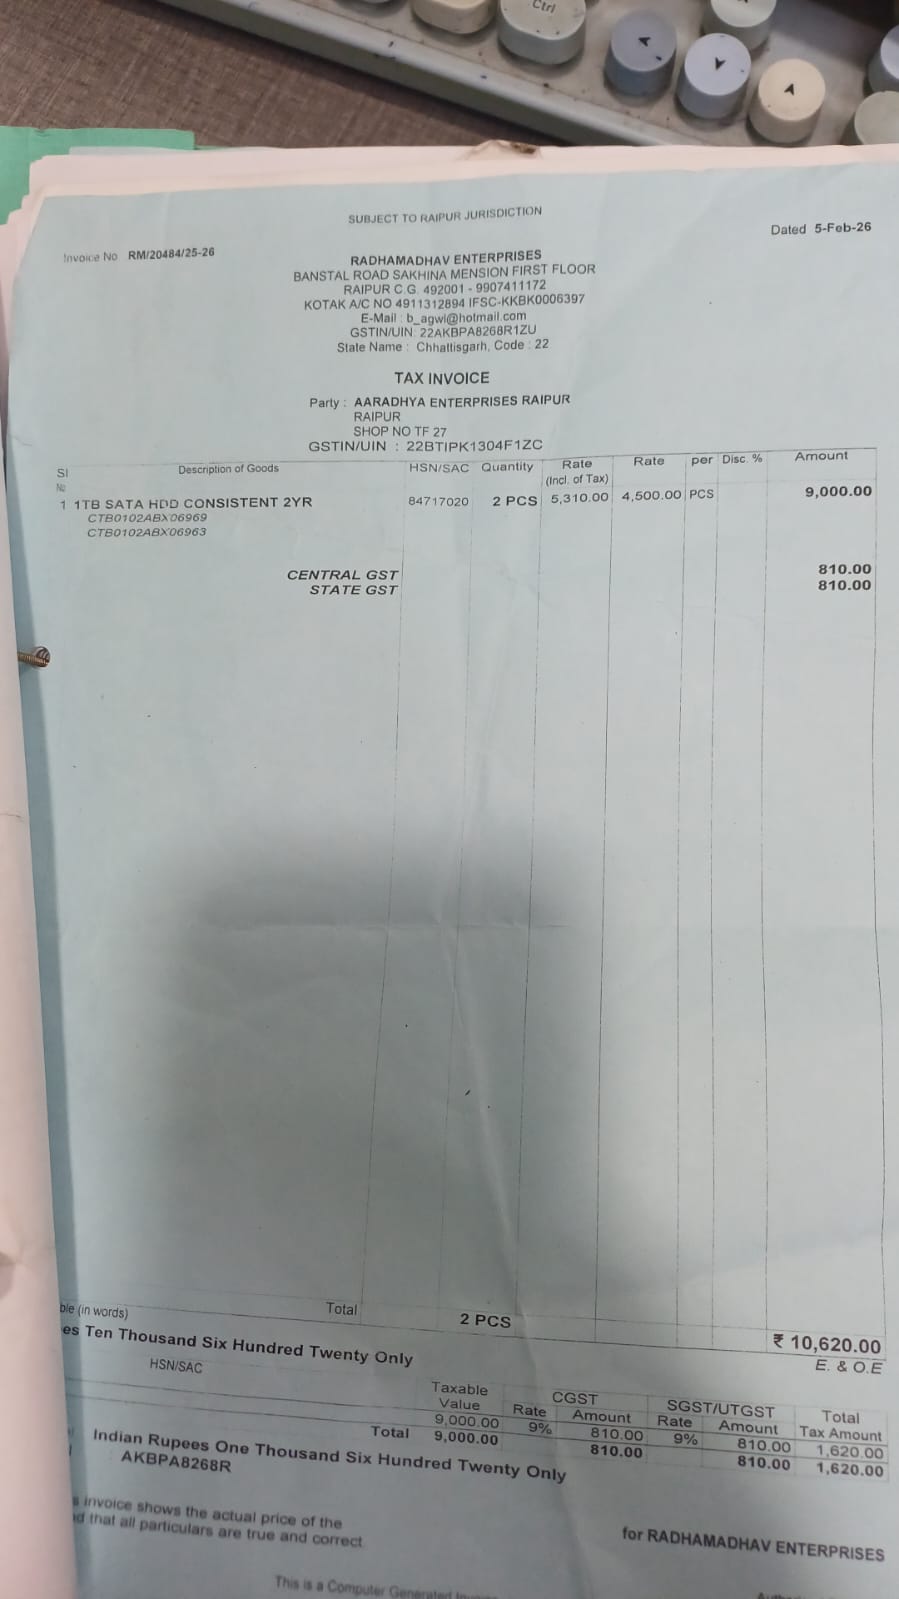 Ctrl
SUBJECT TO RAIPUR JURISDICTION
Invoice No RM/20484/25-26
Dated 5-Feb-26
RADHAMADHAV ENTERPRISES
BANSTAL ROAD SAKHINA MENSION FIRST FLOOR
RAIPUR C.G. 492001 - 9907411172
KOTAK A/C NO 4911312894 IFSC-KKBK0006397
E-Mail : b_agwi@hotmail.com
GSTIN/UIN: 22AKBPA8268R1ZU
State Name : Chhattisgarh, Code : 22
TAX INVOICE
Party : AARADHYA ENTERPRISES RAIPUR
RAIPUR
SHOP NO TF 27
GSTIN/UIN : 22BTIPK1304F1ZC
Sl No Description of Goods HSN/SAC Quantity Rate (Incl. of Tax) Rate per Disc. % Amount
1 1TB SATA HDD CONSISTENT 2YR 84717020 2 PCS 5,310.00 4,500.00 PCS 9,000.00
CTB0102ABX06969
CTB0102ABX06963
CENTRAL GST 810.00
STATE GST 810.00
Total 2 PCS ₹ 10,620.00
ble (in words)
E. & O.E
es Ten Thousand Six Hundred Twenty Only
HSN/SAC Taxable Value CGST SGST/UTGST Total Tax Amount
Rate Amount Rate Amount
9,000.00 9% 810.00 9% 810.00 1,620.00
Total 9,000.00 810.00 810.00 1,620.00
Indian Rupees One Thousand Six Hundred Twenty Only
AKBPA8268R
s invoice shows the actual price of the
d that all particulars are true and correct.
for RADHAMADHAV ENTERPRISES
This is a Computer Generated